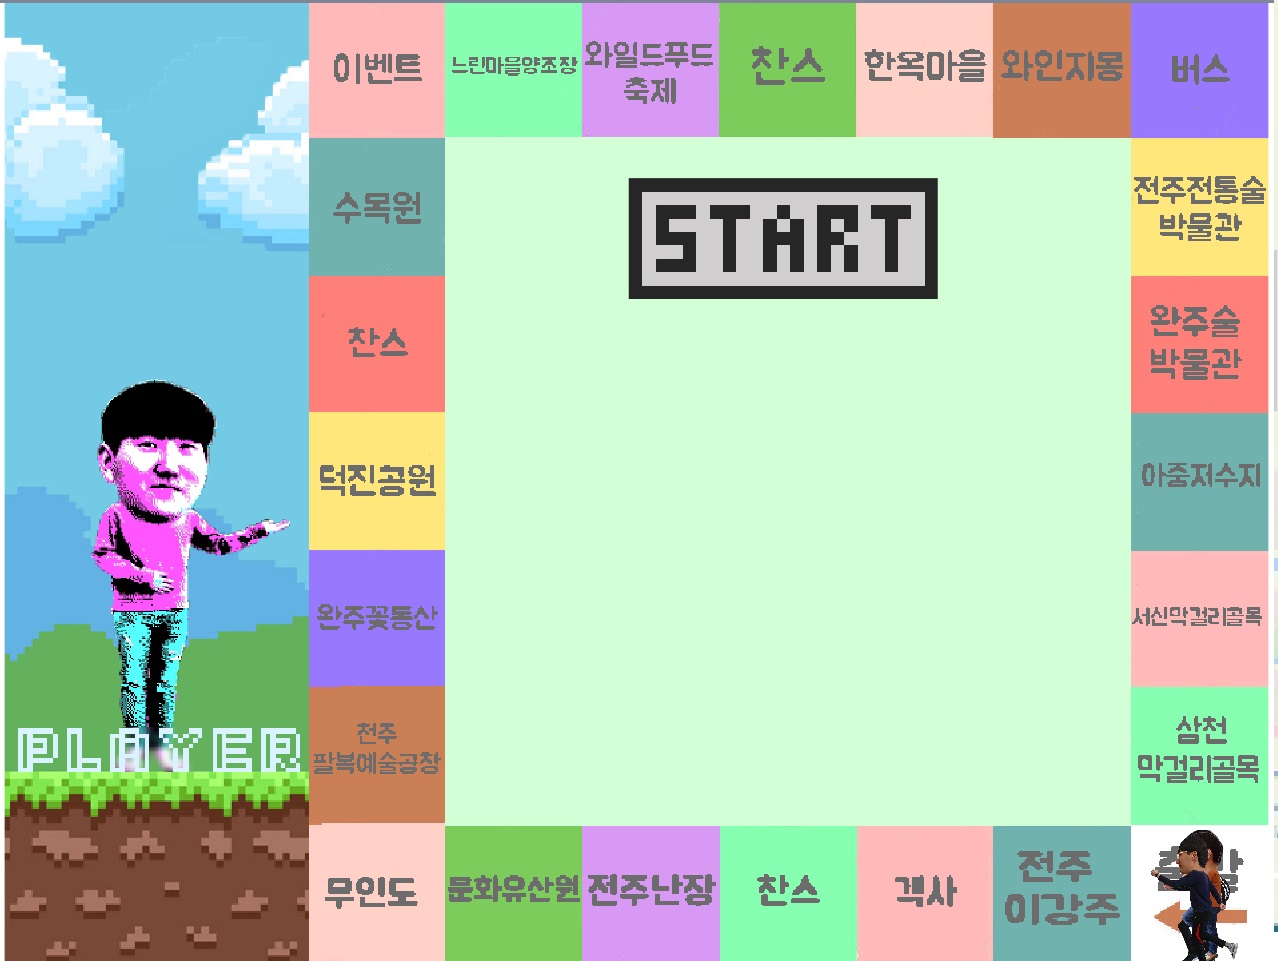 이벤트
느린마을양조장
와일드푸드
축제
찬스
한옥마을
와인지몽
버스
수목원
START
전주전통술
박물관
찬스
완주술
박물관
덕진공원
아중저수지
완주꽃동산
서신막걸리골목
PLAYER
전주
팔복예술공장
삼천
막걸리골목
무인도
문화유산원
전주난장
찬스
객사
전주
이강주